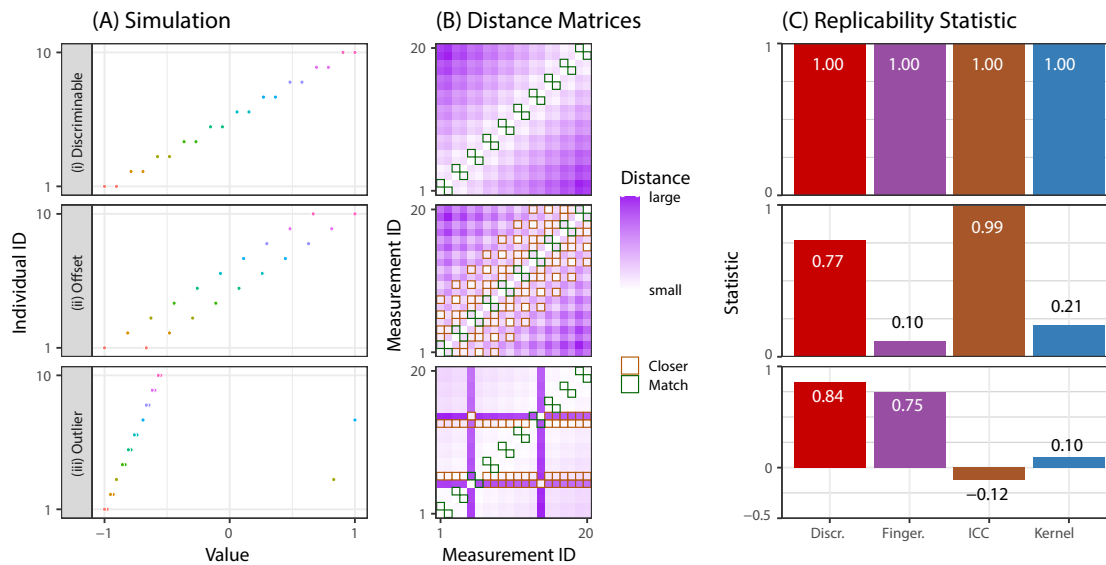 (A) Simulation
(B) Distance Matrices
(C) Replicability Statistic
Individual ID
(i) Discriminable
10
1
(ii) Offset
10
1
(iii) Outlier
10
1
−1
0
1
Value
Measurement ID
20
1
20
1
20
1
1
20
Measurement ID
Distance
large
small
Closer
Match
Statistic
1
0
1.00
1.00
1.00
1.00
1
0
0.77
0.10
0.99
0.21
1
0
−0.5
0.84
0.75
−0.12
0.10
Discr.
Finger.
ICC
Kernel